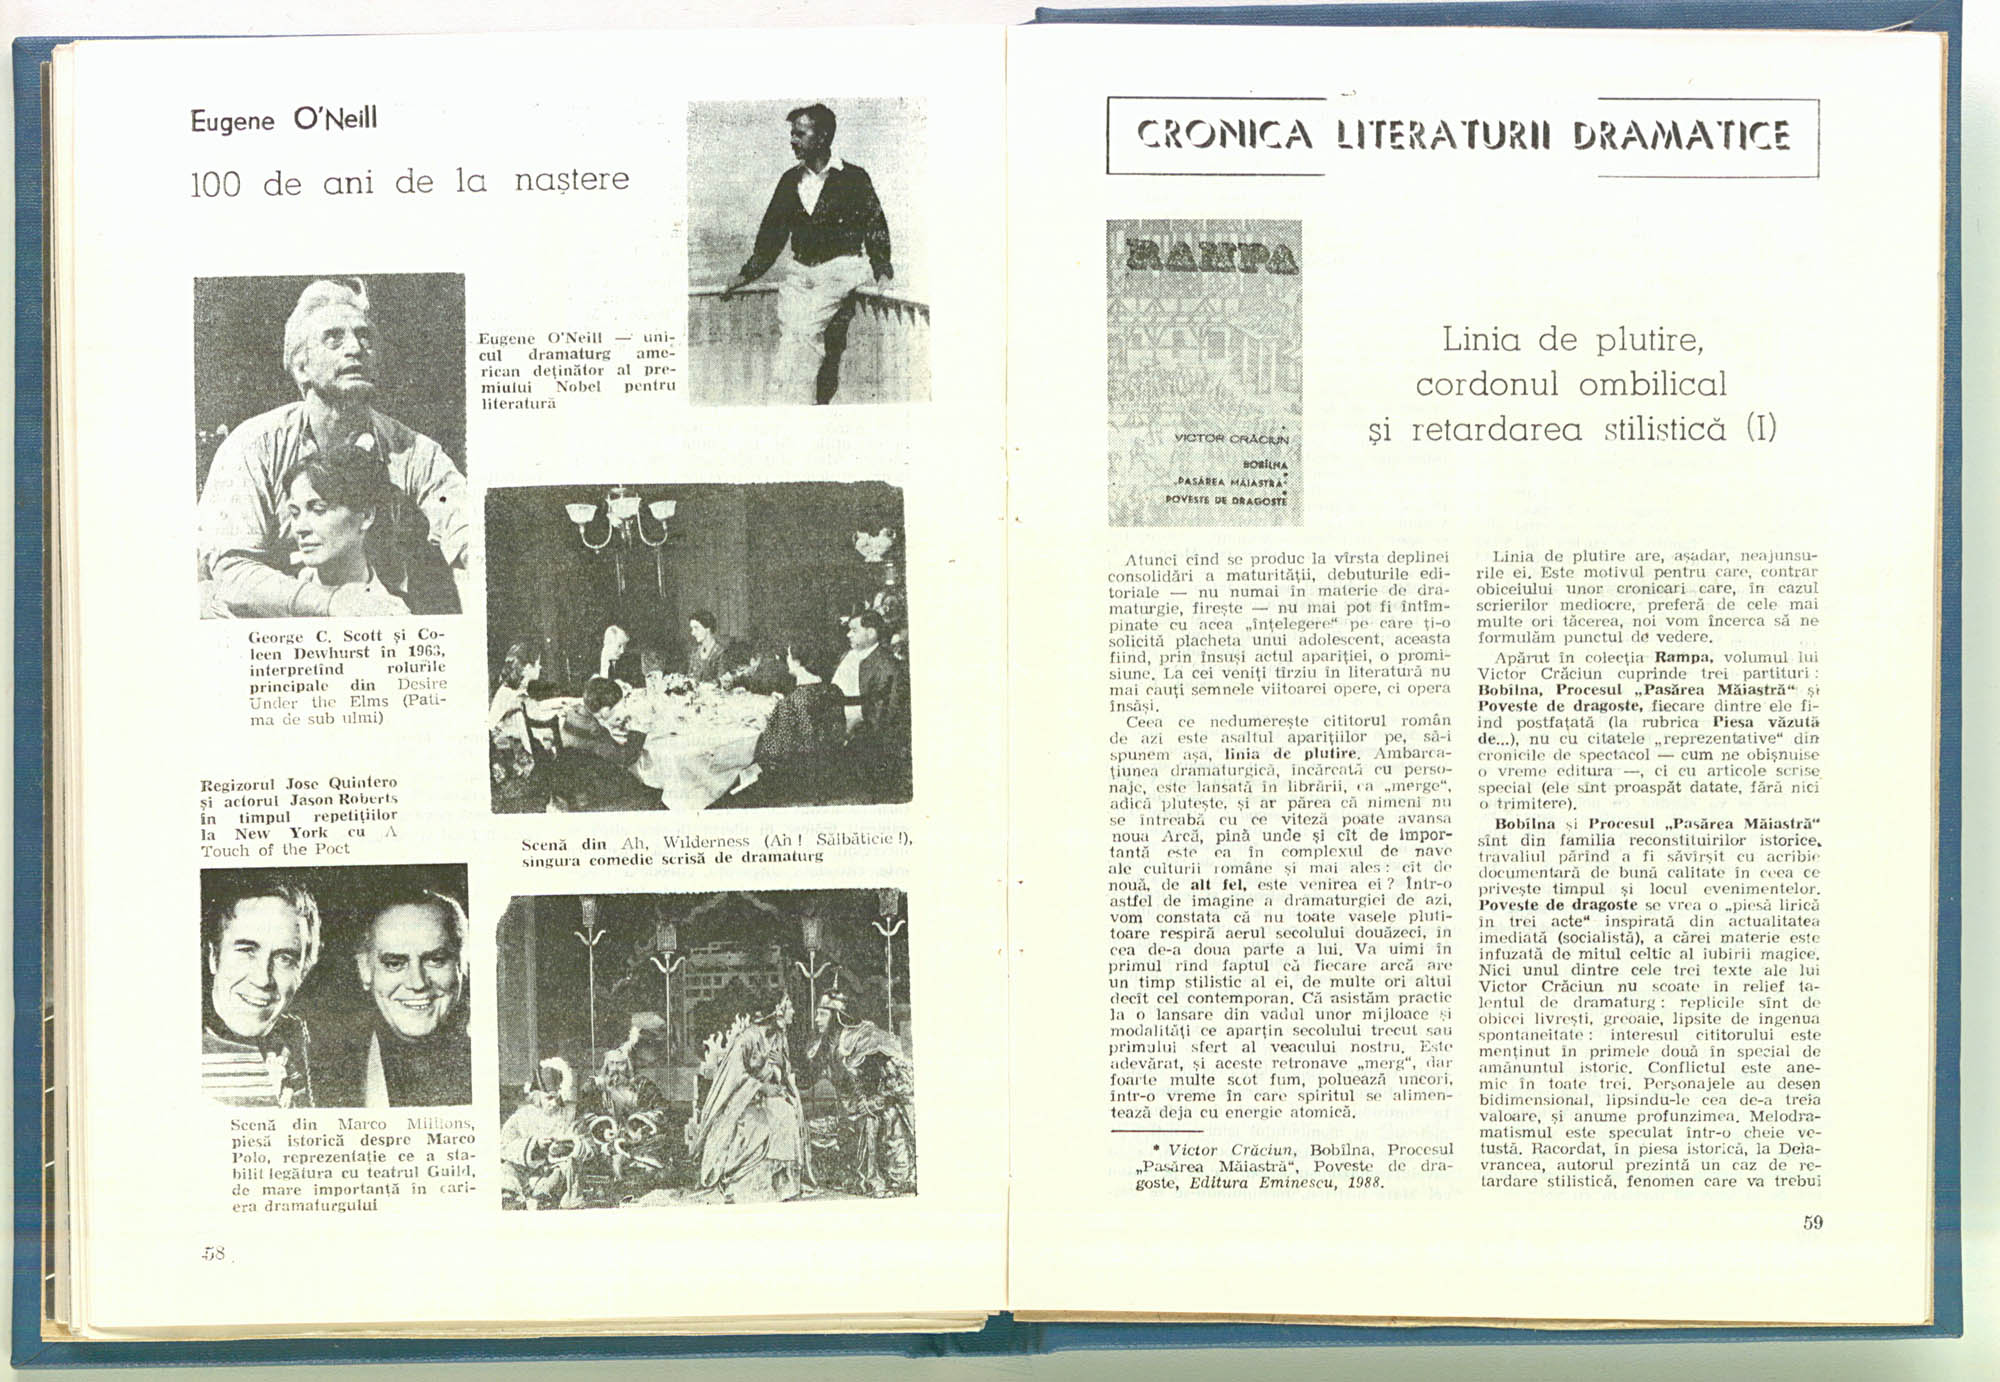 Eugene O'Neill
100 de ani de la naștere
Eugene O'Neill — uni-
cul dramaturg ame-
rican deținător al pre-
miului Nobel pentru
literatură
George C. Scott și Co-
leen Dewhurst în 1963,
interpretînd rolurile
principale din Desire
Under the Elms (Pati-
ma de sub ulmi)
Regizorul Jose Quintero
și actorul Jason Roberts
în timpul repetițiilor
la New York cu A
Touch of the Poet
Scenă din Ah, Wilderness (Ah ! Sălbăticie !),
singura comedie scrisă de dramaturg
Scenă din Marco Millions,
piesă istorică despre Marco
Polo, reprezentație ce a sta-
bilit legătura cu teatrul Guild,
de mare importanță în cari-
era dramaturgului
58
CRONICA LITERATURII DRAMATICE
RAMPA
VICTOR CRĂCIUN
BOBÎLNA
„PASĂREA MĂIASTRĂ"
POVESTE DE DRAGOSTE
Linia de plutire,
cordonul ombilical
și retardarea stilistică (I)
Atunci cînd se produc la vîrsta deplinei
consolidări a maturității, debuturile edi-
toriale — nu numai în materie de dra-
maturgie, firește — nu mai pot fi întîm-
pinate cu acea „înțelegere“ pe care ți-o
solicită placheta unui adolescent, aceasta
fiind, prin însuși actul apariției, o promi-
siune. La cei veniți tîrziu în literatură nu
mai cauți semnele viitoarei opere, ci opera
însăși.
Ceea ce nedumerește cititorul român
de azi este asaltul aparițiilor pe, să-i
spunem așa, linia de plutire. Ambarca-
țiunea dramaturgică, încărcată cu perso-
naje, este lansată în librării, ea „merge“,
adică plutește, și ar părea că nimeni nu
se întreabă cu ce viteză poate avansa
noua Arcă, pînă unde și cît de impor-
tantă este ea în complexul de nave
ale culturii române și mai ales : cît de
nouă, de alt fel, este venirea ei ? Într-o
astfel de imagine a dramaturgiei de azi,
vom constata că nu toate vasele pluti-
toare respiră aerul secolului douăzeci, în
cea de-a doua parte a lui. Va uimi în
primul rînd faptul că fiecare arcă are
un timp stilistic al ei, de multe ori altul
decît cel contemporan. Că asistăm practic
la o lansare din vadul unor mijloace și
modalități ce aparțin secolului trecut sau
primului sfert al veacului nostru. Este
adevărat, și aceste retronave „merg“, dar
foarte multe scot fum, poluează uneori,
într-o vreme în care spiritul se alimen-
tează deja cu energie atomică.
* Victor Crăciun, Bobîlna, Procesul
„Pasărea Măiastră“, Poveste de dra-
goste, Editura Eminescu, 1988.
Linia de plutire are, așadar, neajunsu-
rile ei. Este motivul pentru care, contrar
obiceiului unor cronicari care, în cazul
scrierilor mediocre, preferă de cele mai
multe ori tăcerea, noi vom încerca să ne
formulăm punctul de vedere.
Apărut în colecția Rampa, volumul lui
Victor Crăciun cuprinde trei partituri :
Bobîlna, Procesul „Pasărea Măiastră“ și
Poveste de dragoste, fiecare dintre ele fi-
ind postfațată (la rubrica Piesa văzută
de...), nu cu citatele „reprezentative“ din
cronicile de spectacol — cum ne obișnuise
o vreme editura —, ci cu articole scrise
special (ele sînt proaspăt datate, fără nici
o trimitere).
Bobîlna și Procesul „Pasărea Măiastră“
sînt din familia reconstituirilor istorice,
travaliul părînd a fi săvîrșit cu acribie
documentară de bună calitate în ceea ce
privește timpul și locul evenimentelor.
Poveste de dragoste se vrea o „piesă lirică
în trei acte“ inspirată din actualitatea
imediată (socialistă), a cărei materie este
infuzată de mitul celtic al iubirii magice.
Nici unul dintre cele trei texte ale lui
Victor Crăciun nu scoate în relief ta-
lentul de dramaturg : replicile sînt de
obicei livrești, greoaie, lipsite de ingenua
spontaneitate : interesul cititorului este
menținut în primele două în special de
amănuntul istoric. Conflictul este ane-
mic în toate trei. Personajele au desen
bidimensional, lipsindu-le cea de-a treia
valoare, și anume profunzimea. Melodra-
matismul este speculat într-o cheie ve-
tustă. Racordat, în piesa istorică, la Dela-
vrancea, autorul prezintă un caz de re-
tardare stilistică, fenomen care va trebui
59